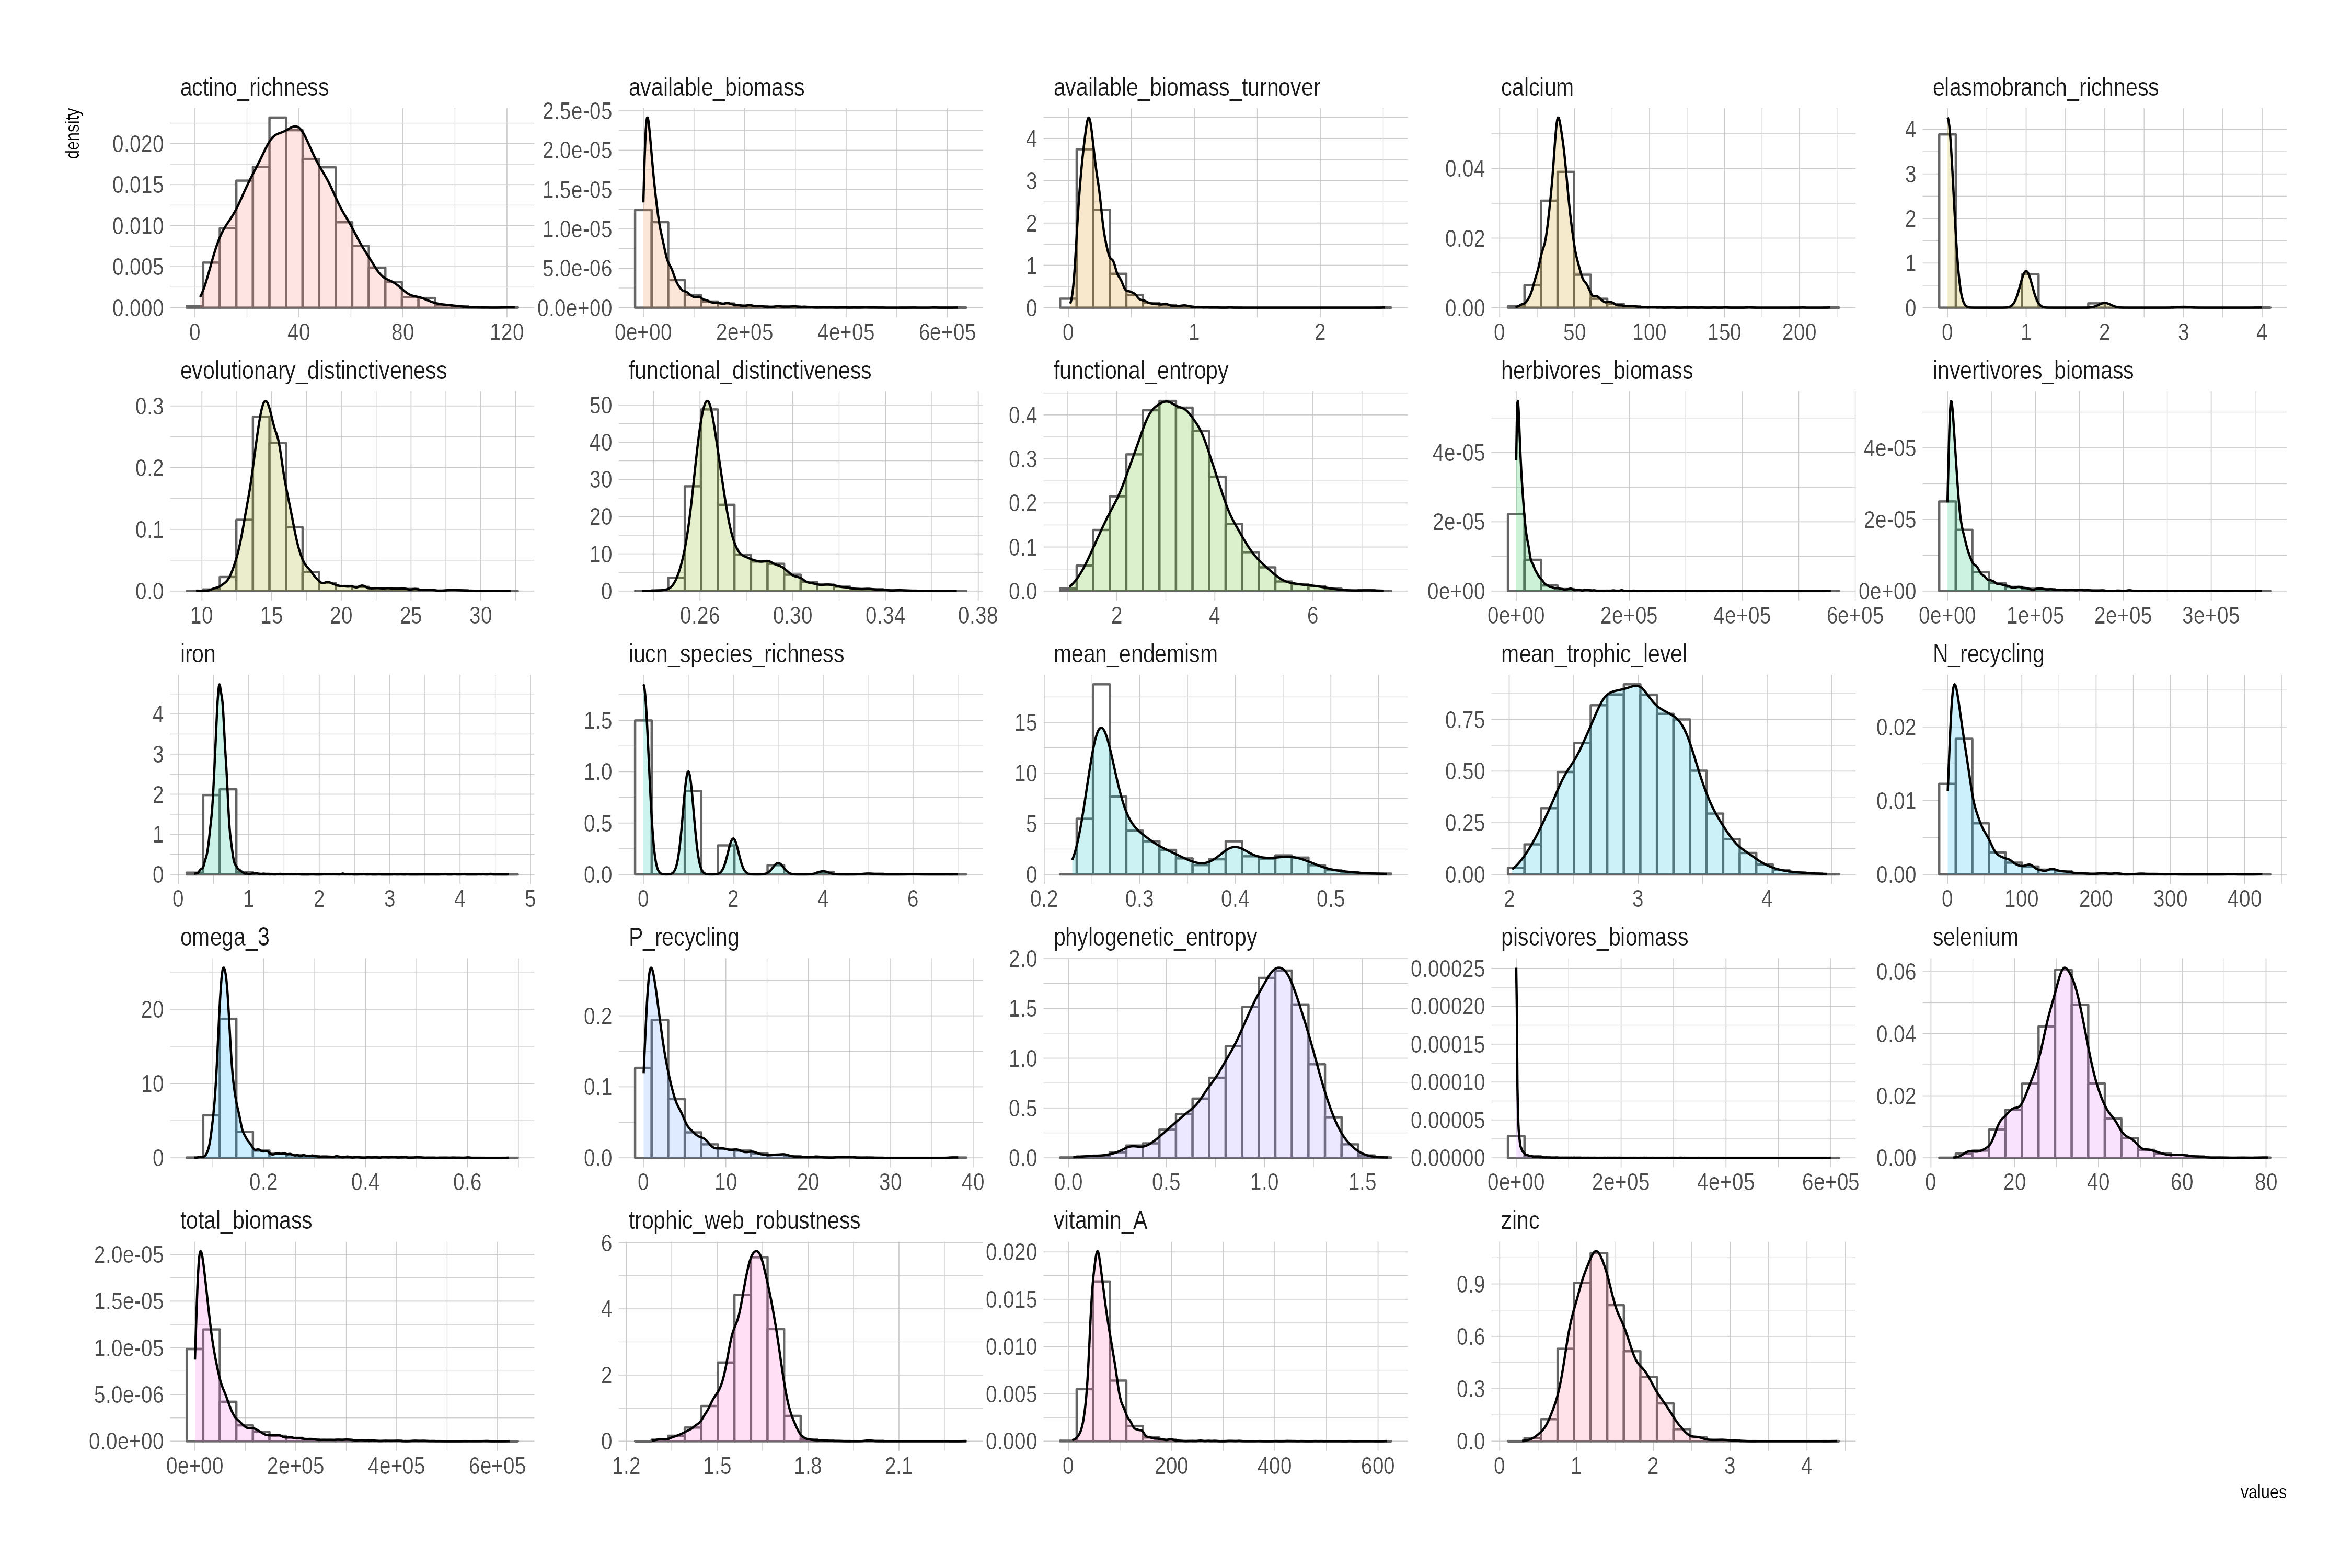 density
actino_richness
0.020
0.015
0.010
0.005
0.000
0 40 80 120
available_biomass
2.5e-05
2.0e-05
1.5e-05
1.0e-05
5.0e-06
0.0e+00
0e+00 2e+05 4e+05 6e+05
available_biomass_turnover
4
3
2
1
0
0 1 2
calcium
0.04
0.02
0.00
0 50 100 150 200
elasmobranch_richness
4
3
2
1
0
0 1 2 3 4
evolutionary_distinctiveness
0.3
0.2
0.1
0.0
10 15 20 25 30
functional_distinctiveness
50
40
30
20
10
0
0.26 0.30 0.34 0.38
functional_entropy
0.4
0.3
0.2
0.1
0.0
2 4 6
herbivores_biomass
4e-05
2e-05
0e+00
0e+00 2e+05 4e+05 6e+05
invertivores_biomass
4e-05
2e-05
0e+00
0e+00 1e+05 2e+05 3e+05
iron
4
3
2
1
0
0 1 2 3 4 5
iucn_species_richness
1.5
1.0
0.5
0.0
0 2 4 6
mean_endemism
15
10
5
0
0.2 0.3 0.4 0.5
mean_trophic_level
0.75
0.50
0.25
0.00
2 3 4
N_recycling
0.02
0.01
0.00
0 100 200 300 400
omega_3
20
10
0
0.2 0.4 0.6
P_recycling
0.2
0.1
0.0
0 10 20 30 40
phylogenetic_entropy
2.0
1.5
1.0
0.5
0.0
0.0 0.5 1.0 1.5
piscivores_biomass
0.00025
0.00020
0.00015
0.00010
0.00005
0.00000
0e+00 2e+05 4e+05 6e+05
selenium
0.06
0.04
0.02
0.00
0 20 40 60 80
total_biomass
2.0e-05
1.5e-05
1.0e-05
5.0e-06
0.0e+00
0e+00 2e+05 4e+05 6e+05
trophic_web_robustness
6
4
2
0
1.2 1.5 1.8 2.1
vitamin_A
0.020
0.015
0.010
0.005
0.000
0 200 400 600
zinc
0.9
0.6
0.3
0.0
0 1 2 3 4
values